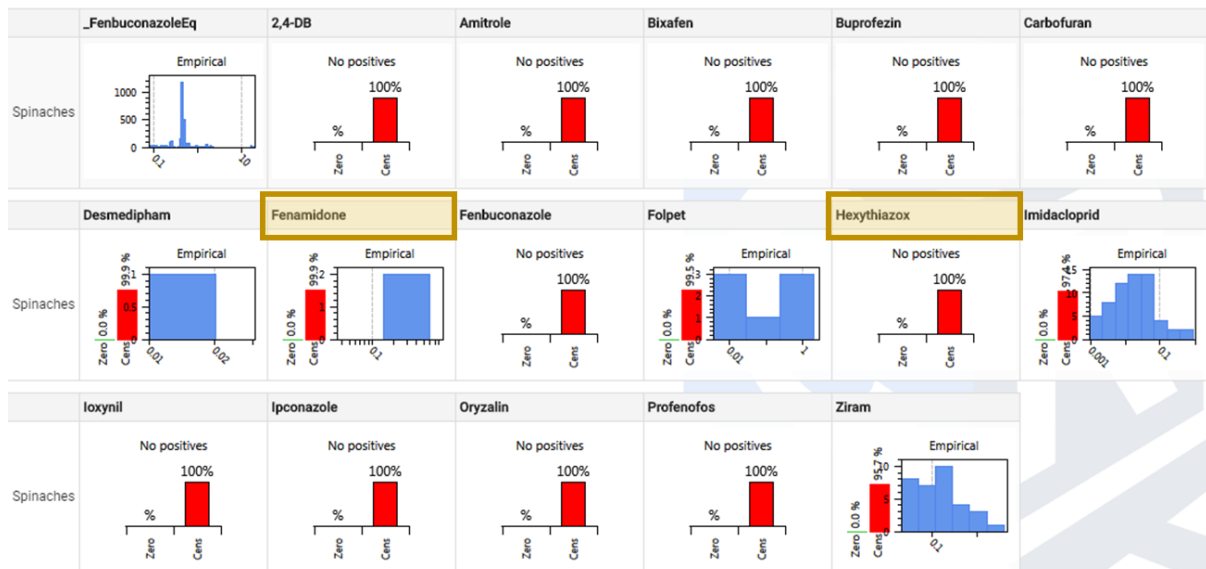 _FenbuconazoleEq 2,4-DB Amitrole Bixafen Buprofezin Carbofuran
Empirical No positives No positives No positives No positives No positives
100% 100% 100% 100% 100%
1000
500
0
% % % % %
Spinaches
0.1 10 Zero Cens Zero Cens Zero Cens Zero Cens Zero Cens
Desmedipham Fenamidone Fenbuconazole Folpet Hexythiazox Imidacloprid
Empirical Empirical No positives Empirical No positives Empirical
99.9 % 99.9 % 100% 99.5 % 100%
1 2 3 15
0.5 1 2 10
0 0 1 5
0 0
0.0 % 0.0 % % 0.0 % % 0.0 %
Spinaches
Zero Cens 0.01 0.02 Zero Cens 0.1 Zero Cens Zero Cens 0.01 1 Zero Cens Zero Cens 0.001 0.1
Ioxynil Ipconazole Oryzalin Profenofos Ziram
No positives No positives No positives No positives Empirical
100% 100% 100% 100% 95.7 %
10
5
0
% % % % 0.0 %
Spinaches
Zero Cens Zero Cens Zero Cens Zero Cens Zero Cens 0.1